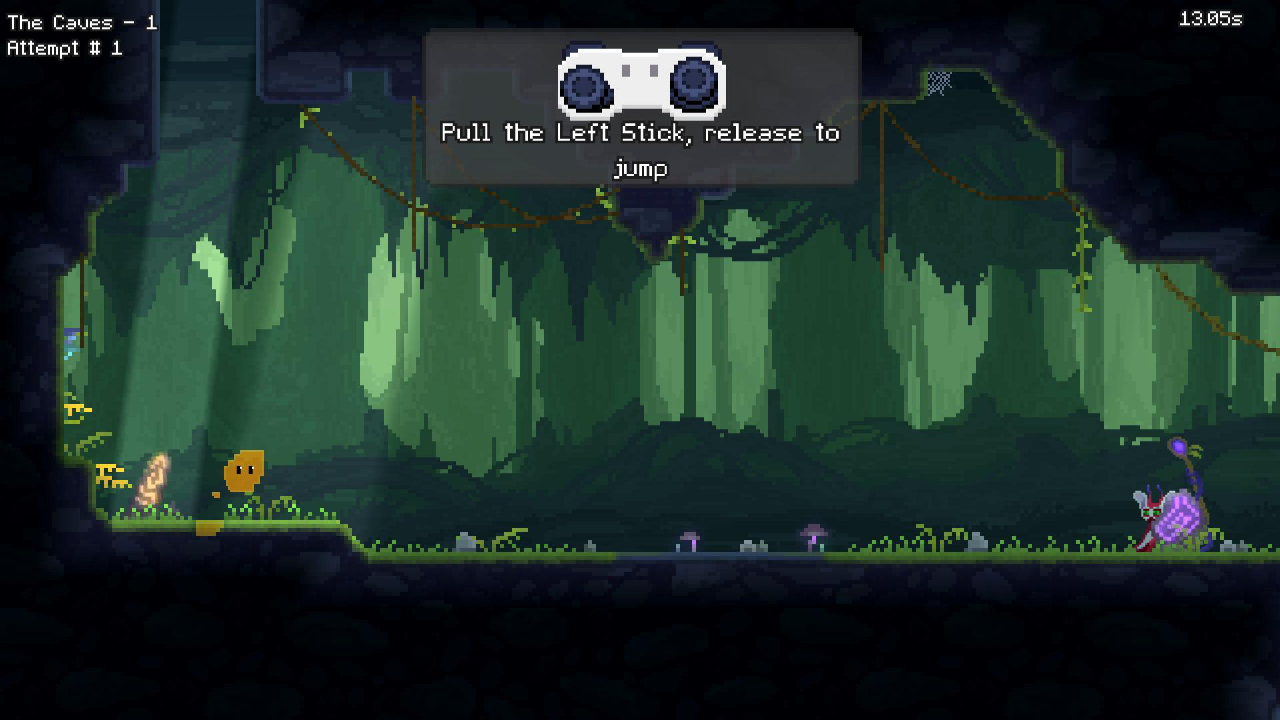 The Caves - 1
Attempt # 1
13.05s
Pull the Left Stick, release to
jump